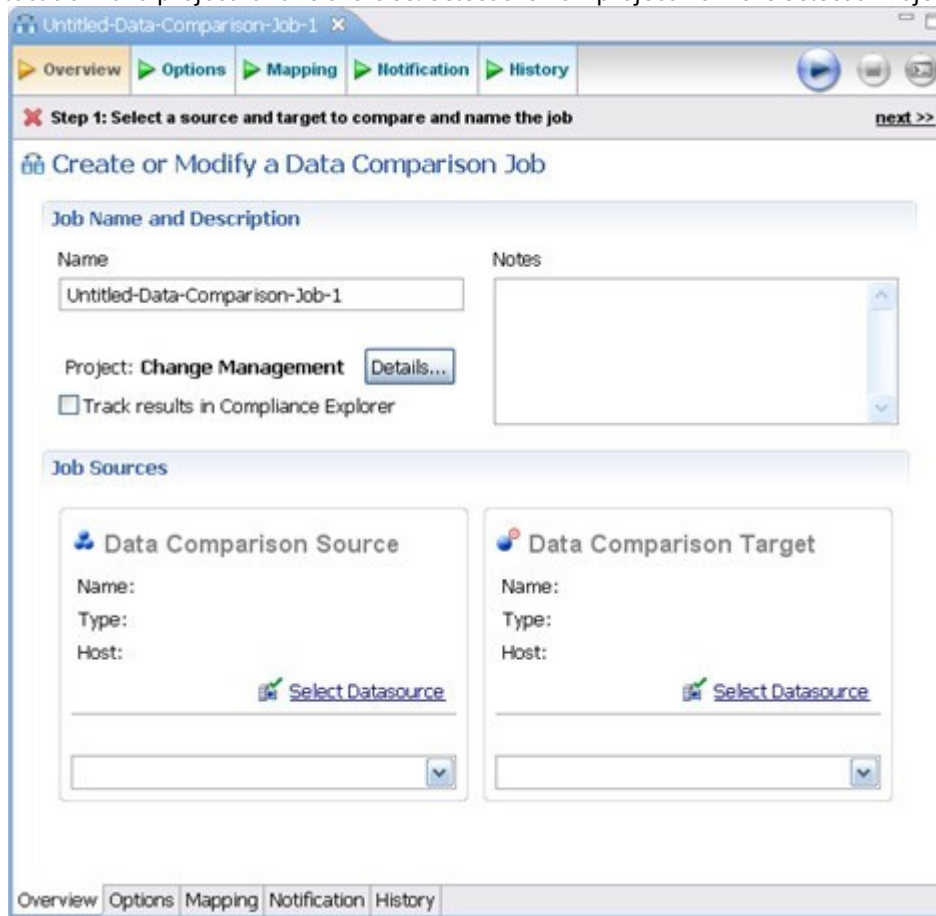 Untitled-Data-Comparison-Job-1
Overview Options Mapping Notification History
Step 1: Select a source and target to compare and name the job next >>
Create or Modify a Data Comparison Job
Job Name and Description
Name Notes
Untitled-Data-Comparison-Job-1
Project: Change Management Details...
Track results in Compliance Explorer
Job Sources
Data Comparison Source Data Comparison Target
Name: Name:
Type: Type:
Host: Host:
Select Datasource Select Datasource
Overview Options Mapping Notification History